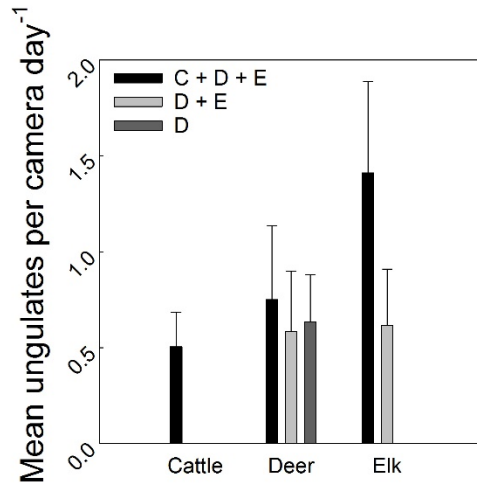 Mean ungulates per camera day-1
2.0
1.5
1.0
0.5
0.0
C + D + E
D + E
D
Cattle Deer Elk